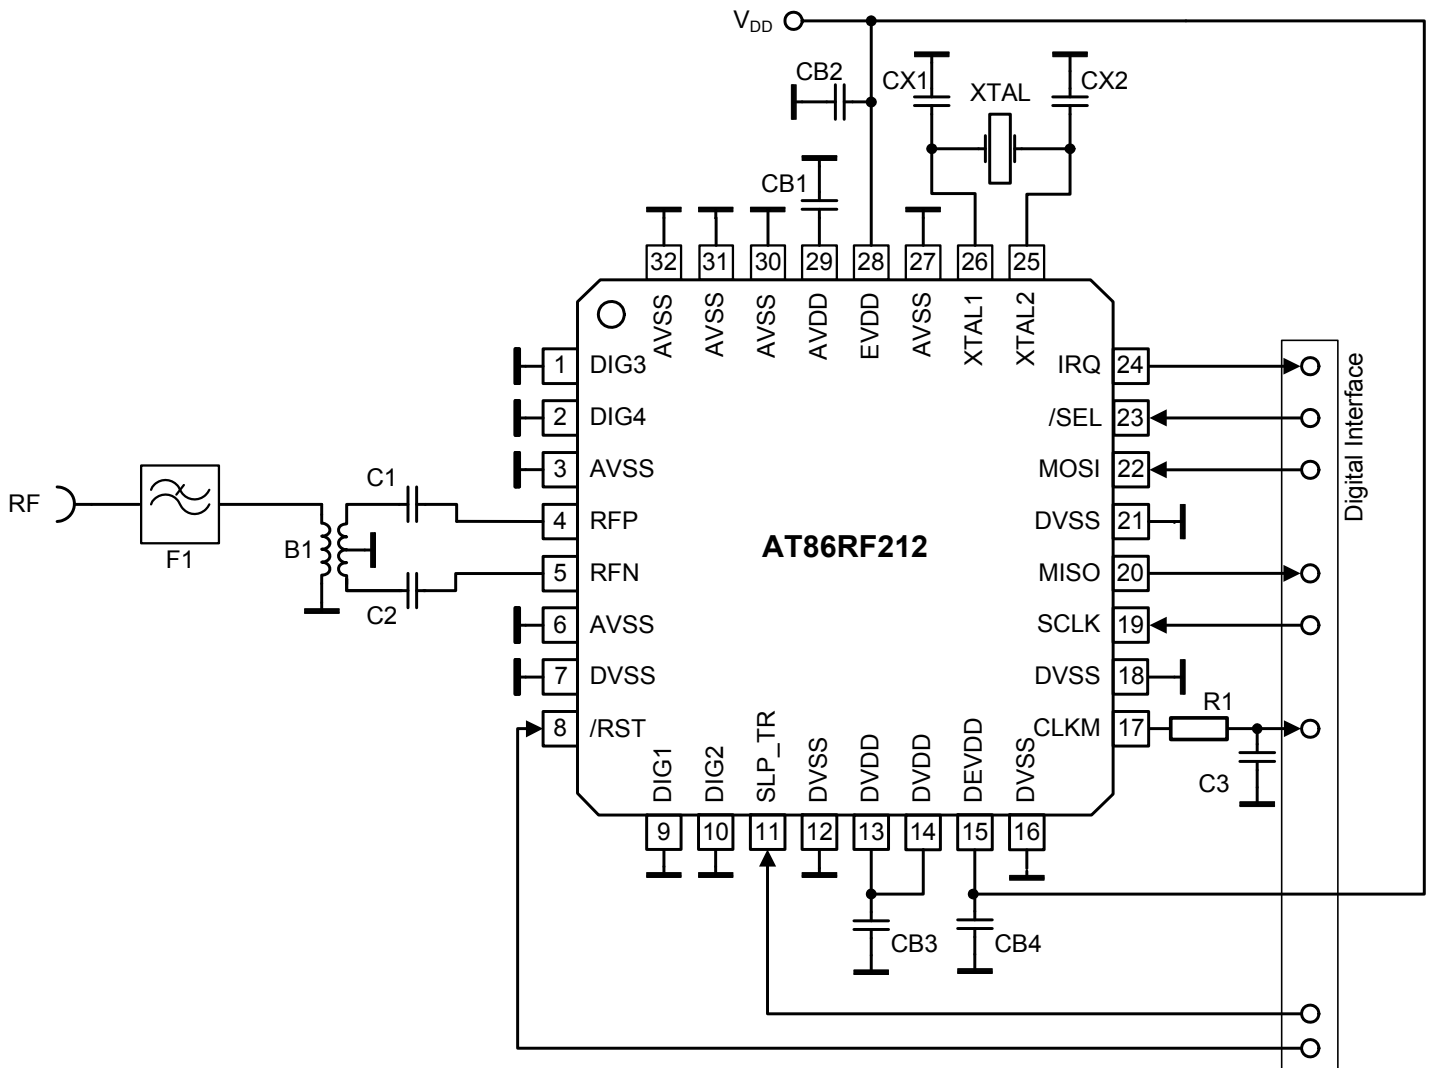 VDD
CB2
CX1
XTAL
CX2
CB1
32 31 30 29 28 27 26 25
AVSS AVSS AVSS AVDD EVDD AVSS XTAL1 XTAL2
1 DIG3
2 DIG4
3 AVSS
4 RFP
5 RFN
6 AVSS
7 DVSS
8 /RST
RF
F1
B1
C1
C2
AT86RF212
IRQ 24
/SEL 23
MOSI 22
DVSS 21
MISO 20
SCLK 19
DVSS 18
CLKM 17
R1
C3
Digital Interface
DIG1 DIG2 SLP_TR DVSS DVDD DVDD DEVDD DVSS
9 10 11 12 13 14 15 16
CB3
CB4